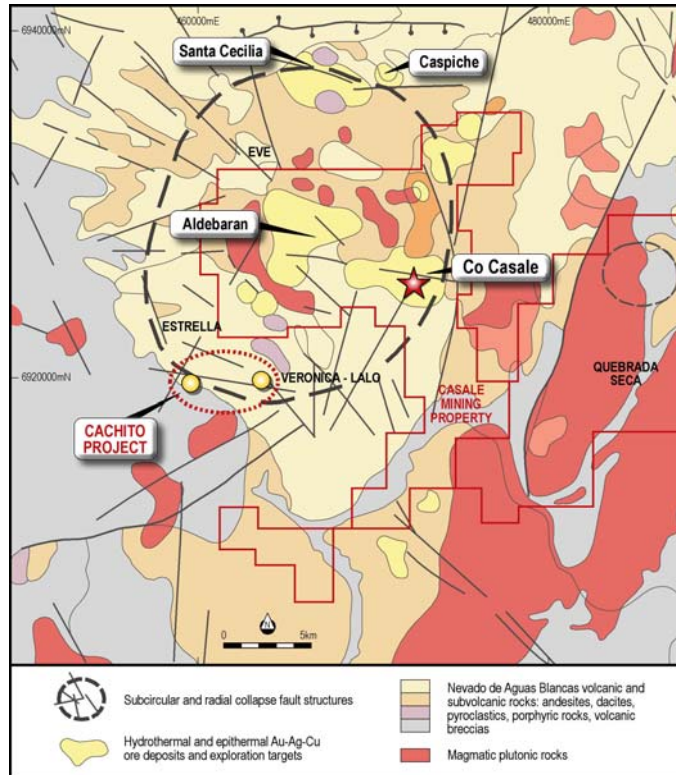 460000mE
480000mE
6940000mN
Santa Cecilia
Caspiche
EVE
Aldebaran
Co Casale
ESTRELLA
6920000mN
VERONICA - LALO
QUEBRADA
SECA
CASALE
MINING
PROPERTY
CACHITO
PROJECT
N
0
5km
Subcircular and radial collapse fault structures
Hydrothermal and epithermal Au-Ag-Cu
ore deposits and exploration targets
Nevado de Aguas Blancas volcanic and
subvolcanic rocks: andesites, dacites,
pyroclastics, porphyric rocks, volcanic
breccias
Magmatic plutonic rocks